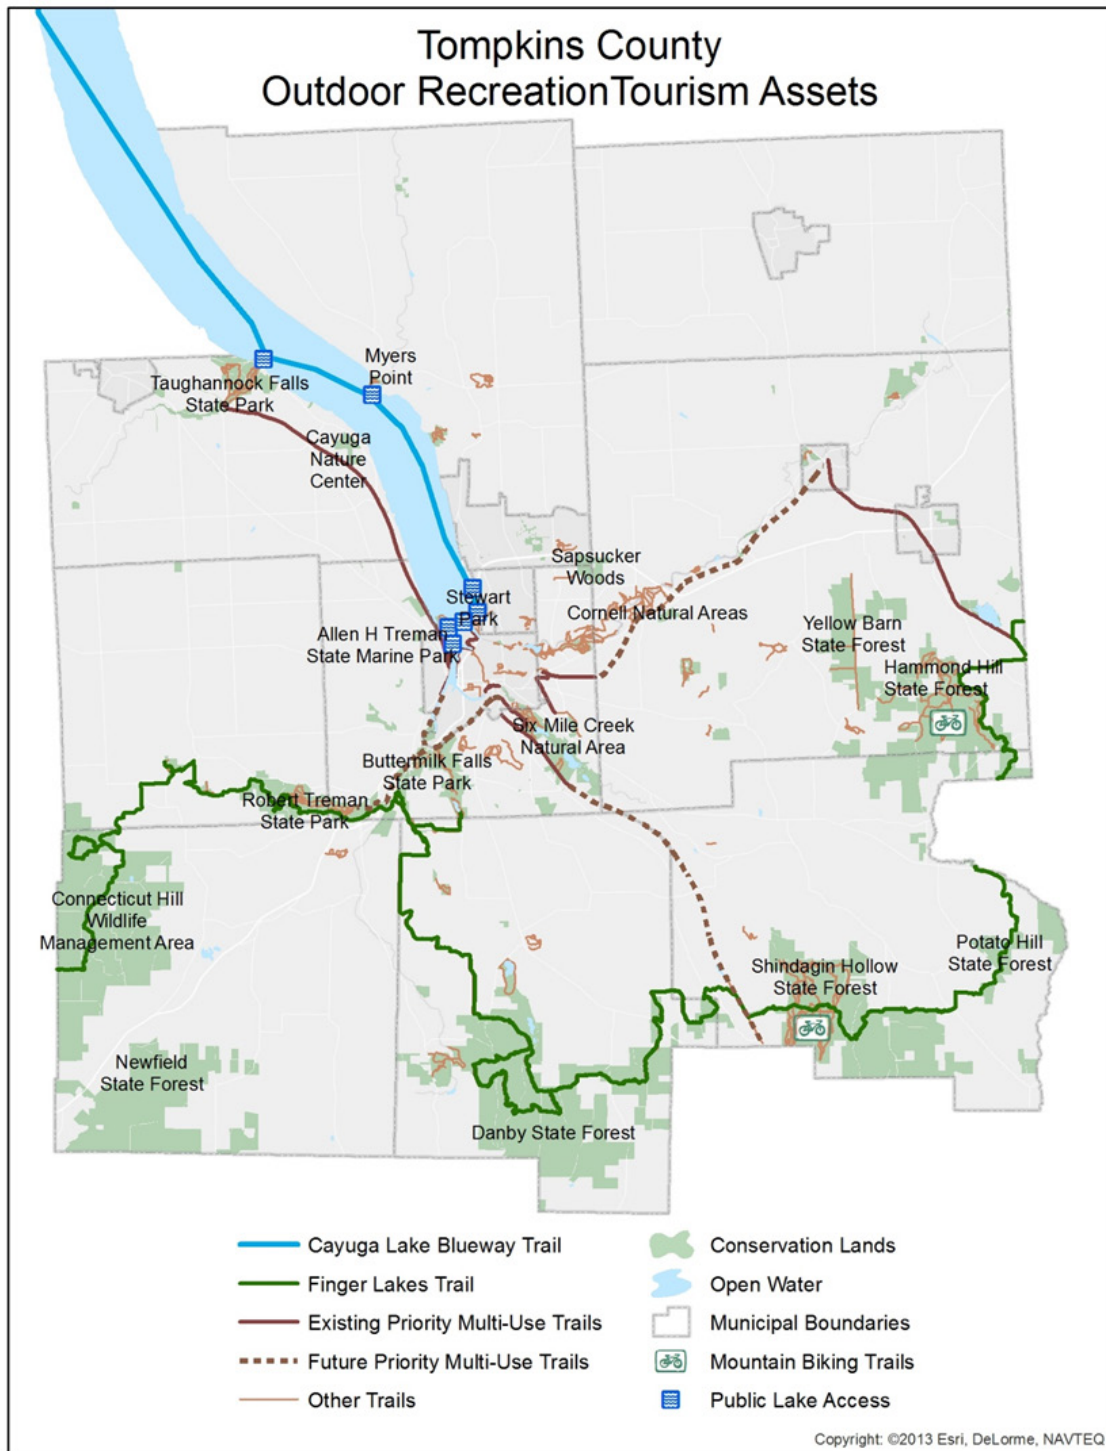 Tompkins County
Outdoor RecreationTourism Assets
Myers
Point
Taughannock Falls
State Park
Cayuga
Nature
Center
Sapsucker
Woods
Stewart
Park
Cornell Natural Areas
Allen H Treman
State Marine Park
Yellow Barn
State Forest
Hammond Hill
State Forest
Six Mile Creek
Natural Area
Buttermilk Falls
State Park
Robert Treman
State Park
Connecticut Hill
Wildlife
Management Area
Potato Hill
State Forest
Shindagin Hollow
State Forest
Newfield
State Forest
Danby State Forest
Cayuga Lake Blueway Trail
Finger Lakes Trail
Existing Priority Multi-Use Trails
Future Priority Multi-Use Trails
Other Trails
Conservation Lands
Open Water
Municipal Boundaries
Mountain Biking Trails
Public Lake Access
Copyright: ©2013 Esri, DeLorme, NAVTEQ